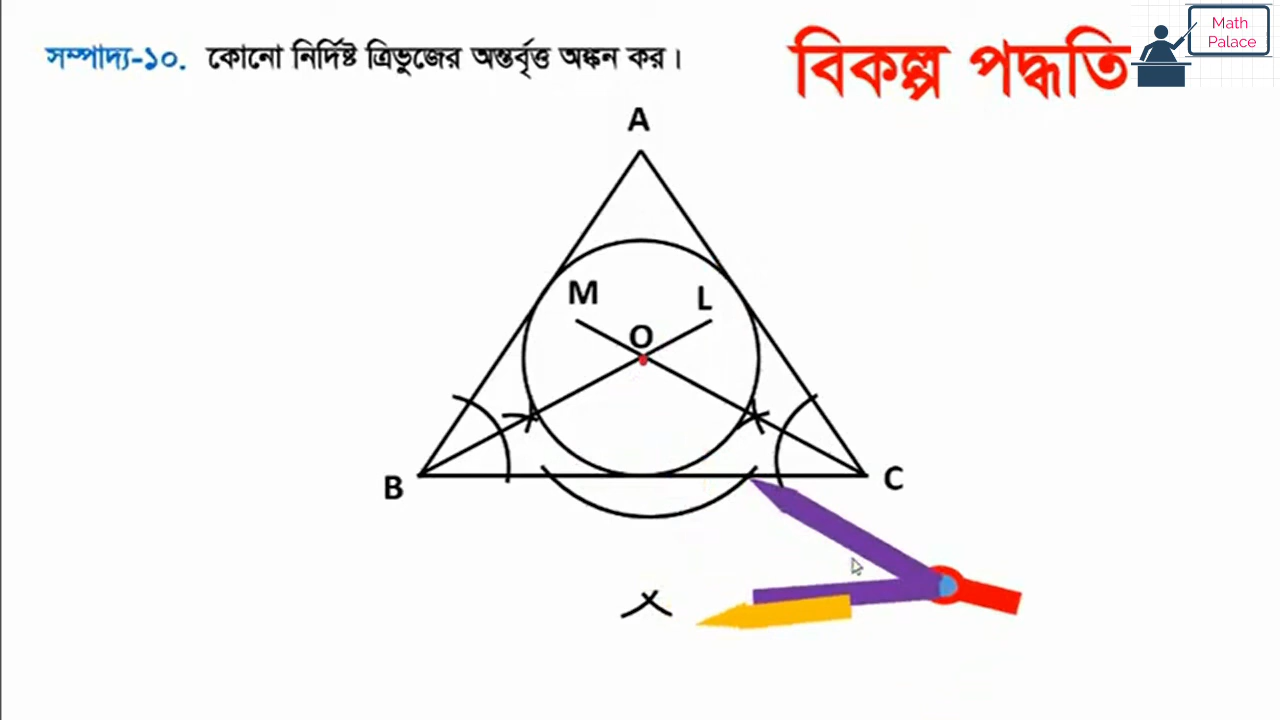 সম্পাদ্য-১০. কোনো নির্দিষ্ট ত্রিভুজের অন্তর্বৃত্ত অঙ্কন কর।
বিকল্প পদ্ধতি
Math
Palace
A
M
L
O
B
C